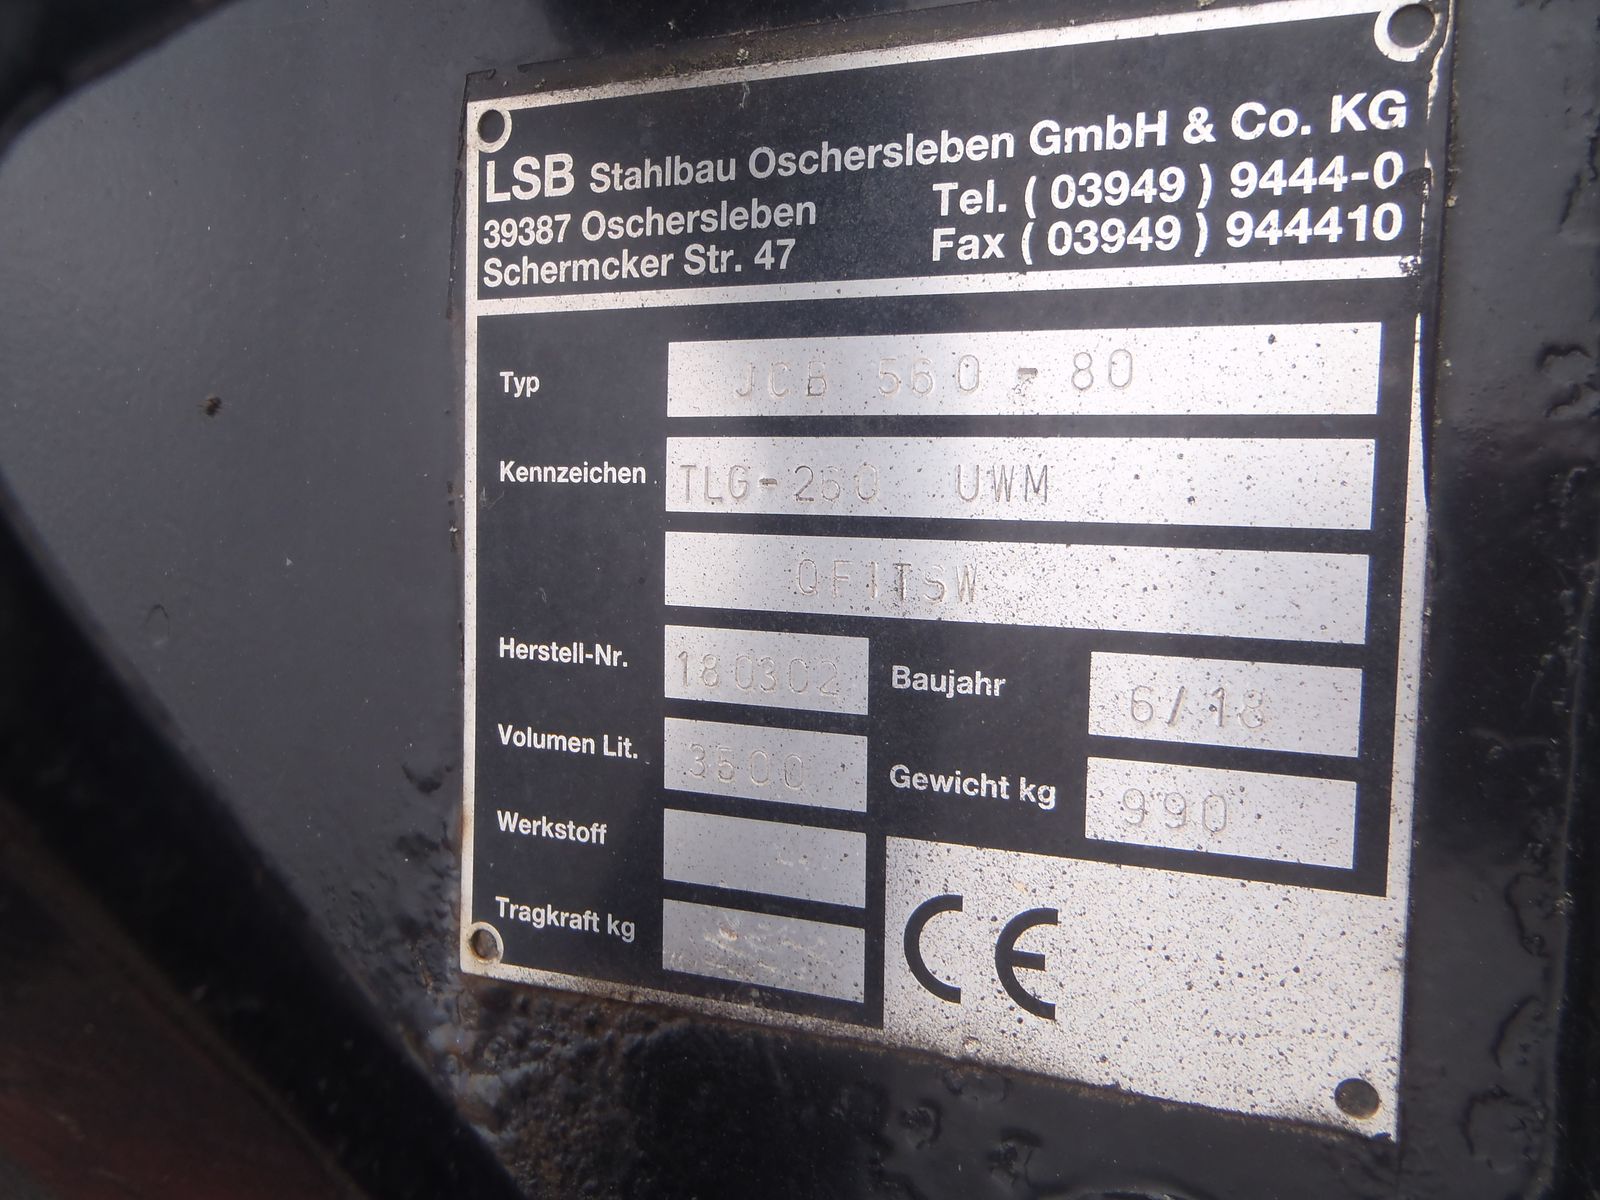 LSB Stahlbau Oschersleben GmbH & Co. KG
39387 Oschersleben Tel. ( 03949 ) 9444-0
Schermcker Str. 47 Fax ( 03949 ) 944410
Typ JCB 560 - 80
Kennzeichen TLG-260 UWM
QFITSW
Herstell-Nr. 180302 Baujahr 6/18
Volumen Lit. 3500 Gewicht kg 990
Werkstoff
Tragkraft kg
CE